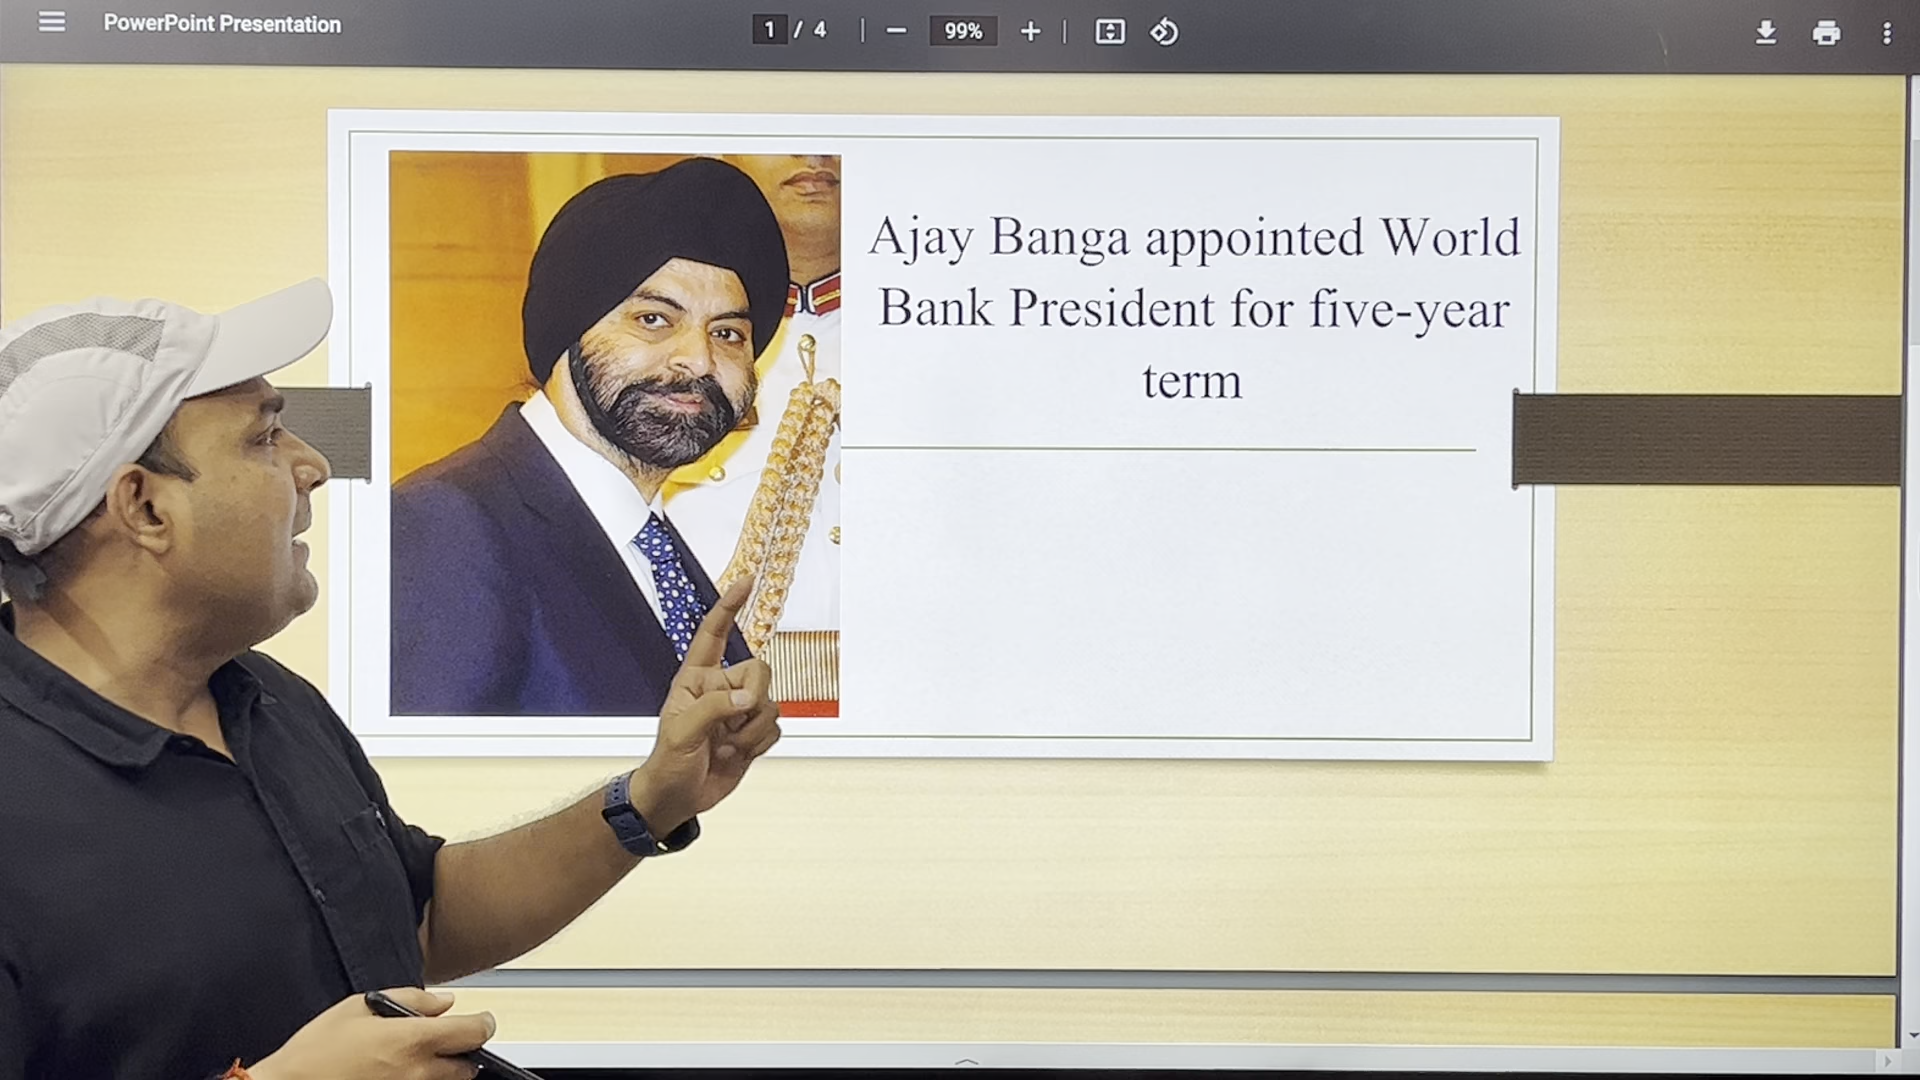 PowerPoint Presentation
1 / 4
99%
Ajay Banga appointed World
Bank President for five-year
term